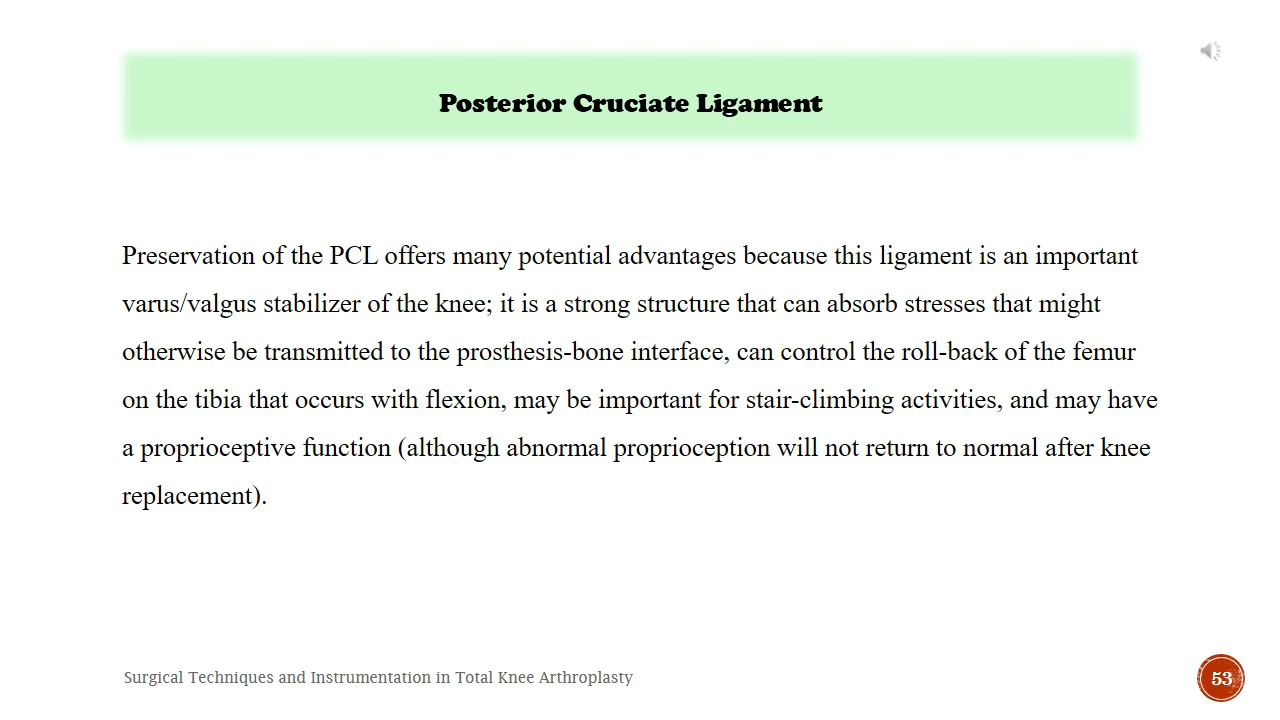 Posterior Cruciate Ligament
Preservation of the PCL offers many potential advantages because this ligament is an important
varus/valgus stabilizer of the knee; it is a strong structure that can absorb stresses that might
otherwise be transmitted to the prosthesis-bone interface, can control the roll-back of the femur
on the tibia that occurs with flexion, may be important for stair-climbing activities, and may have
a proprioceptive function (although abnormal proprioception will not return to normal after knee
replacement).
Surgical Techniques and Instrumentation in Total Knee Arthroplasty
53